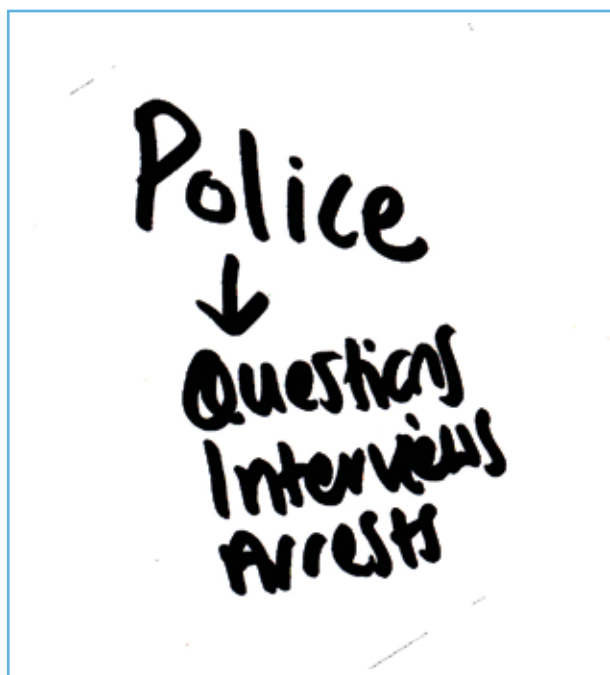 Police
↓
Questions
Interviews
Arrests